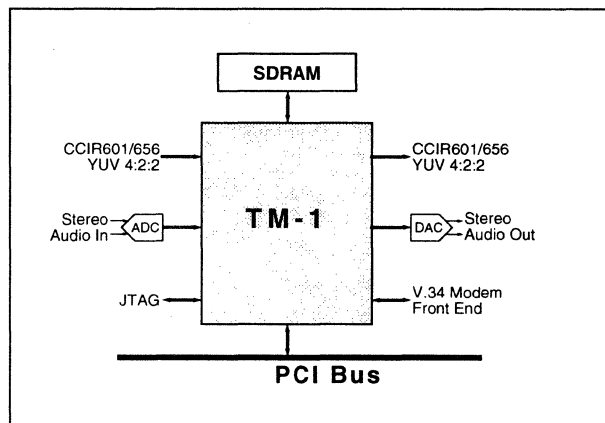 SDRAM
CCIR601/656
YUV 4:2:2
CCIR601/656
YUV 4:2:2
TM-1
Stereo
Audio In
ADC
DAC
Stereo
Audio Out
JTAG
V.34 Modem
Front End
PCI Bus